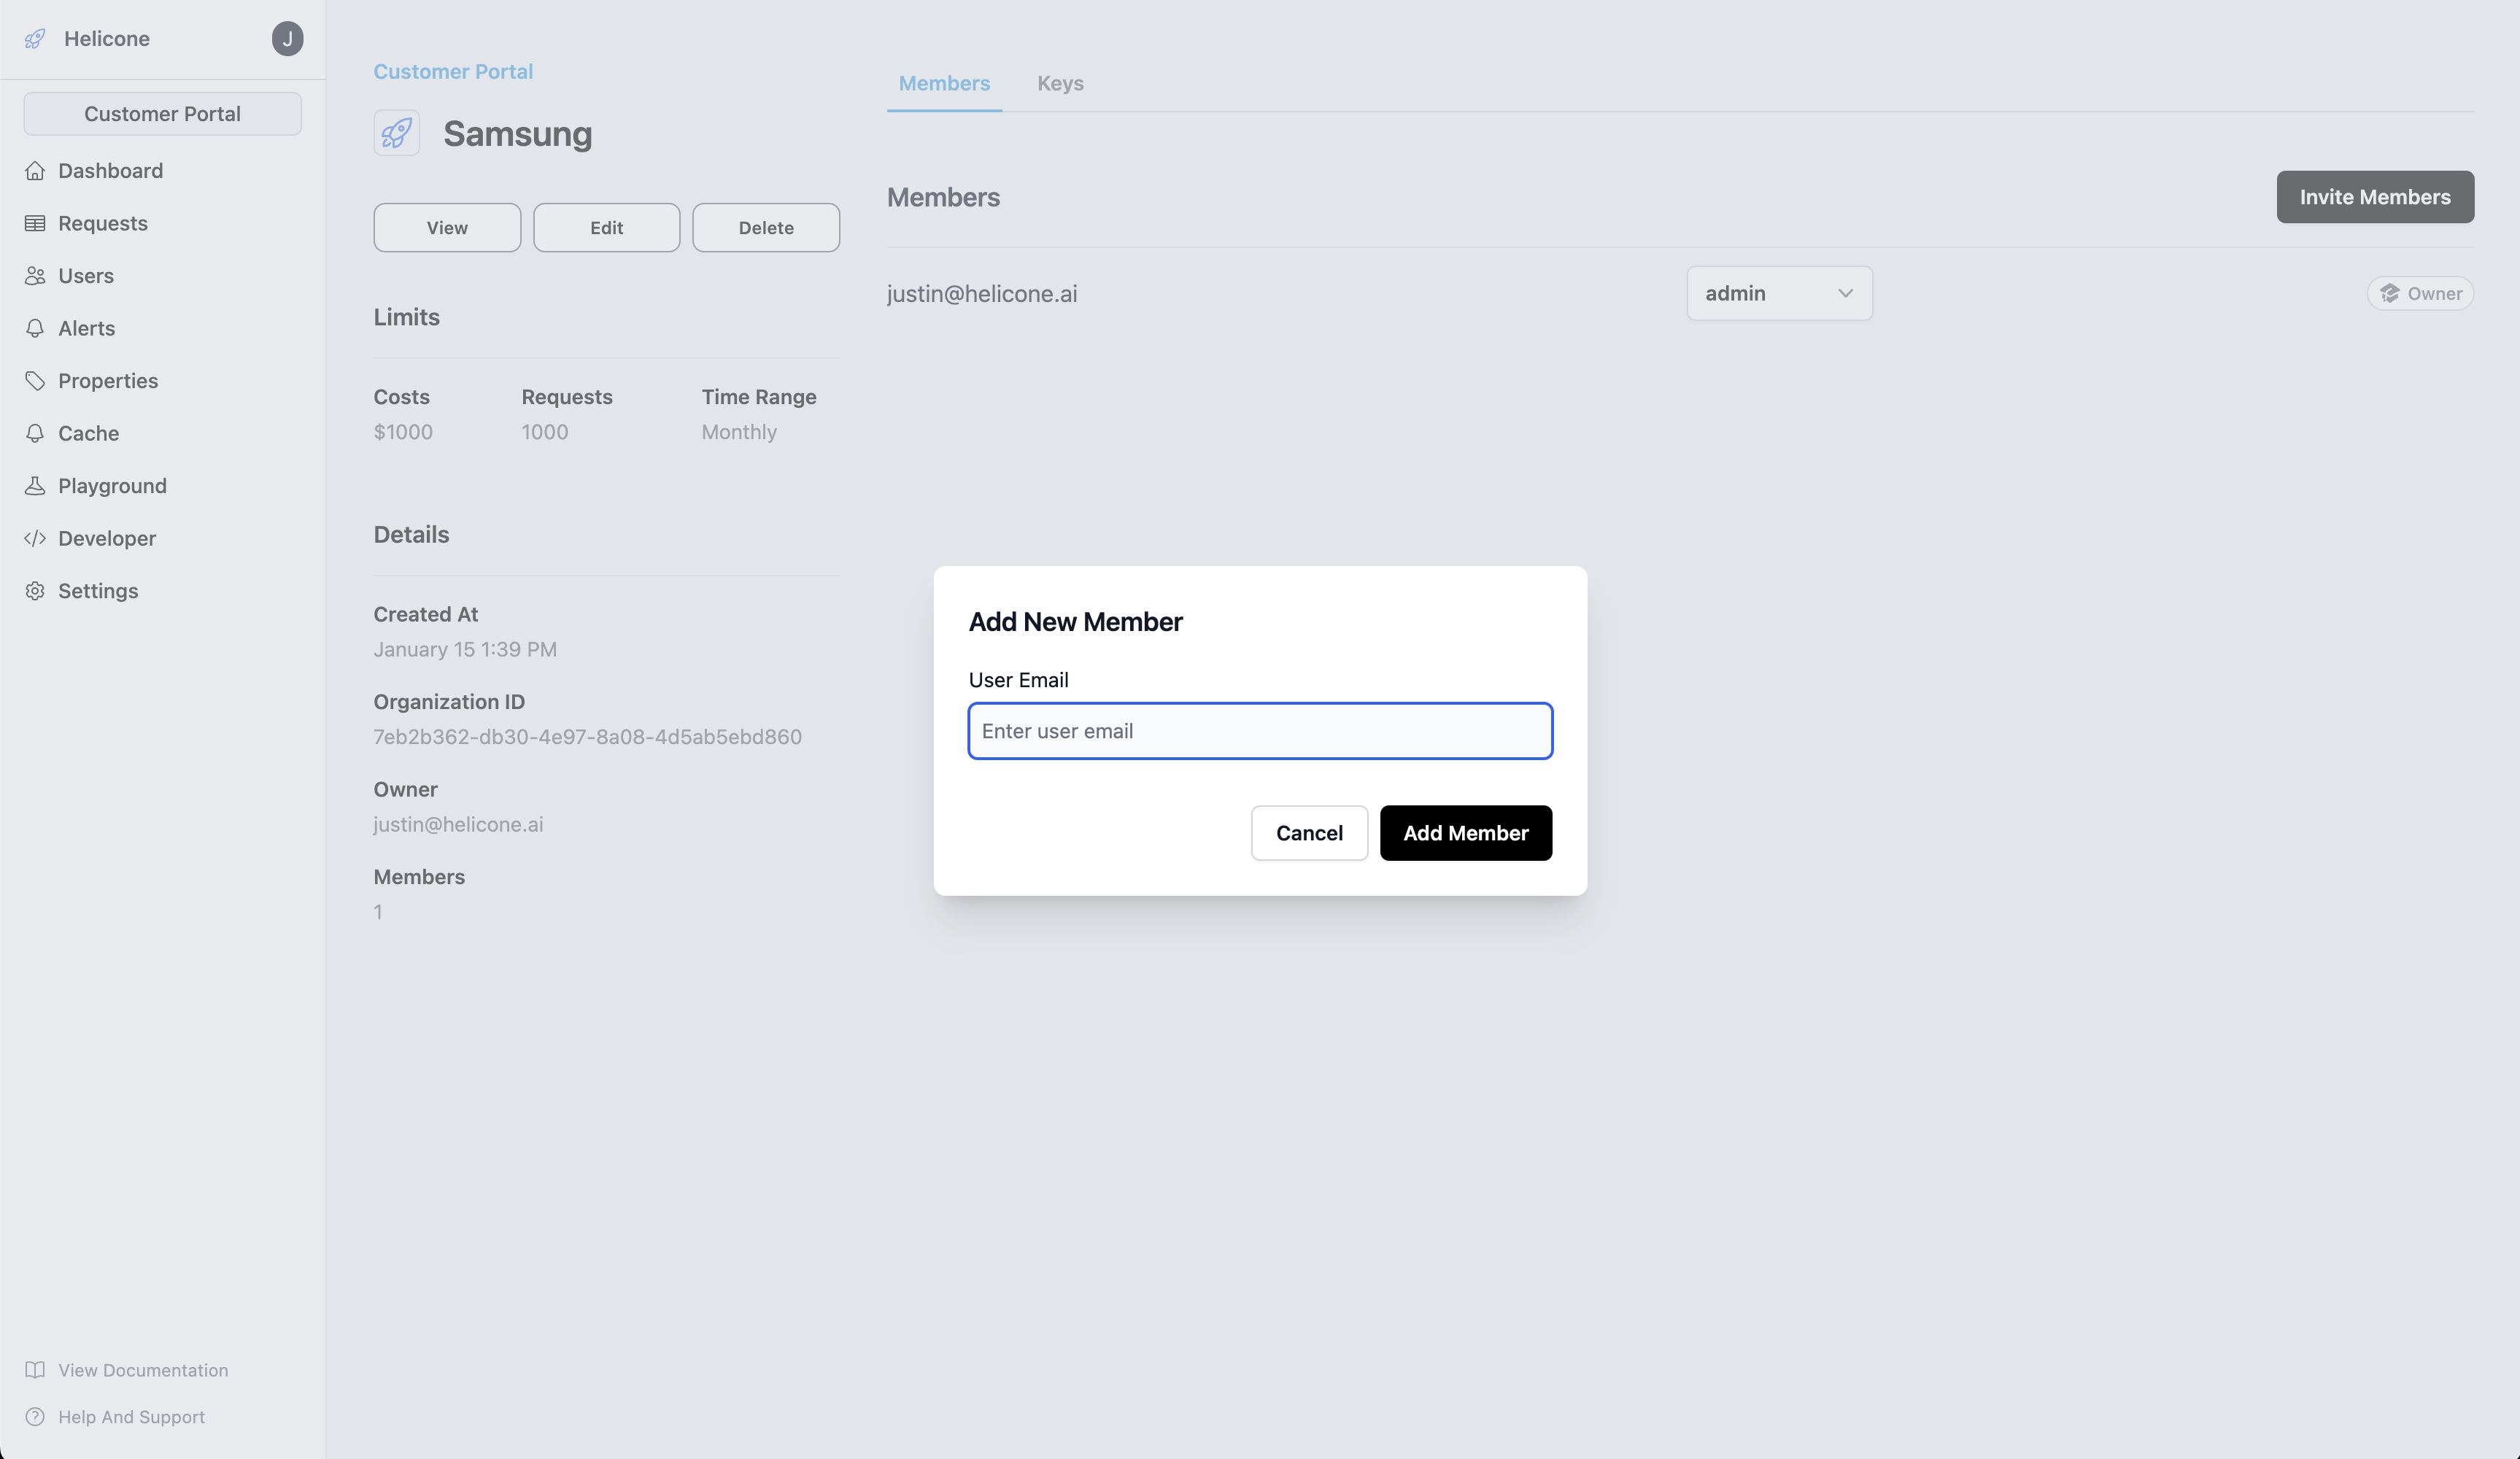 Helicone
J
Customer Portal
Dashboard
Requests
Users
Alerts
Properties
Cache
Playground
Developer
Settings
View Documentation
Help And Support
Customer Portal
Samsung
View Edit Delete
Limits
Costs Requests Time Range
$1000 1000 Monthly
Details
Created At
January 15 1:39 PM
Organization ID
7eb2b362-db30-4e97-8a08-4d5ab5ebd860
Owner
justin@helicone.ai
Members
1
Members Keys
Members Invite Members
justin@helicone.ai admin Owner
Add New Member
User Email
Enter user email
Cancel Add Member